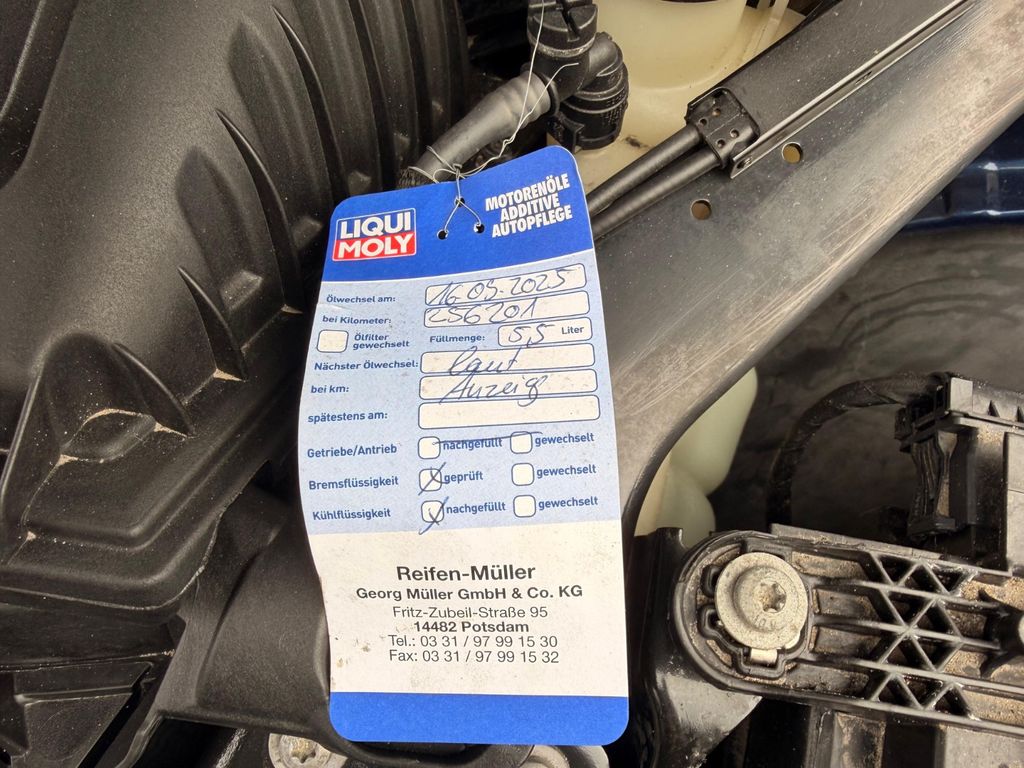 LIQUI
MOLY
MOTORENÖLE
ADDITIVE
AUTOPFLEGE
Ölwechsel am: 16.09.2025
bei Kilometer: 256201
Ölfilter
gewechselt
Füllmenge: 5,5 Liter
Nächster Ölwechsel: laut
bei km: Anzeige
spätestens am:
Getriebe/Antrieb nachgefüllt gewechselt
Bremsflüssigkeit geprüft gewechselt
Kühlflüssigkeit nachgefüllt gewechselt
Reifen-Müller
Georg Müller GmbH & Co. KG
Fritz-Zubeil-Straße 95
14482 Potsdam
Tel.: 03 31 / 97 99 15 30
Fax: 03 31 / 97 99 15 32